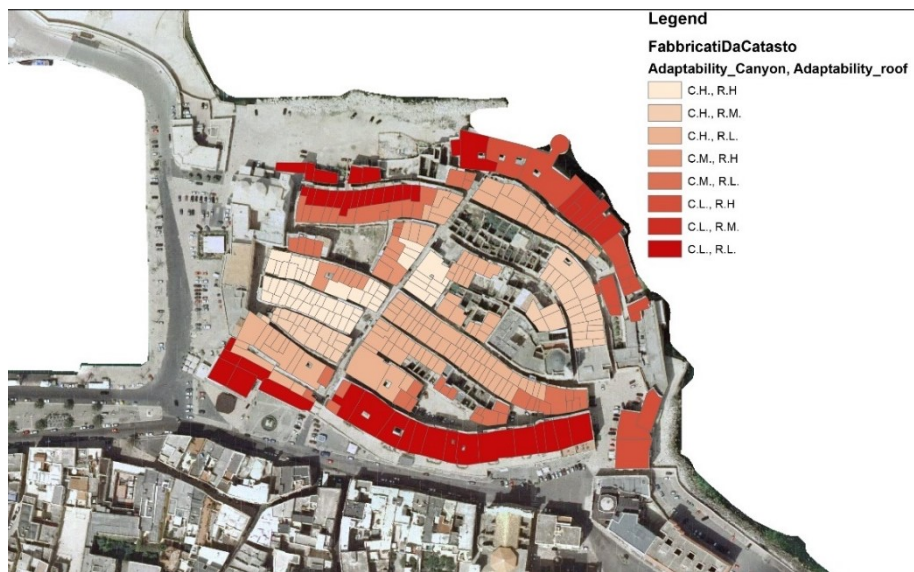 Legend
FabbricatiDaCatasto
Adaptability_Canyon, Adaptability_roof
C.H., R.H
C.H., R.M.
C.H., R.L.
C.M., R.H
C.M., R.L.
C.L., R.H
C.L., R.M.
C.L., R.L.